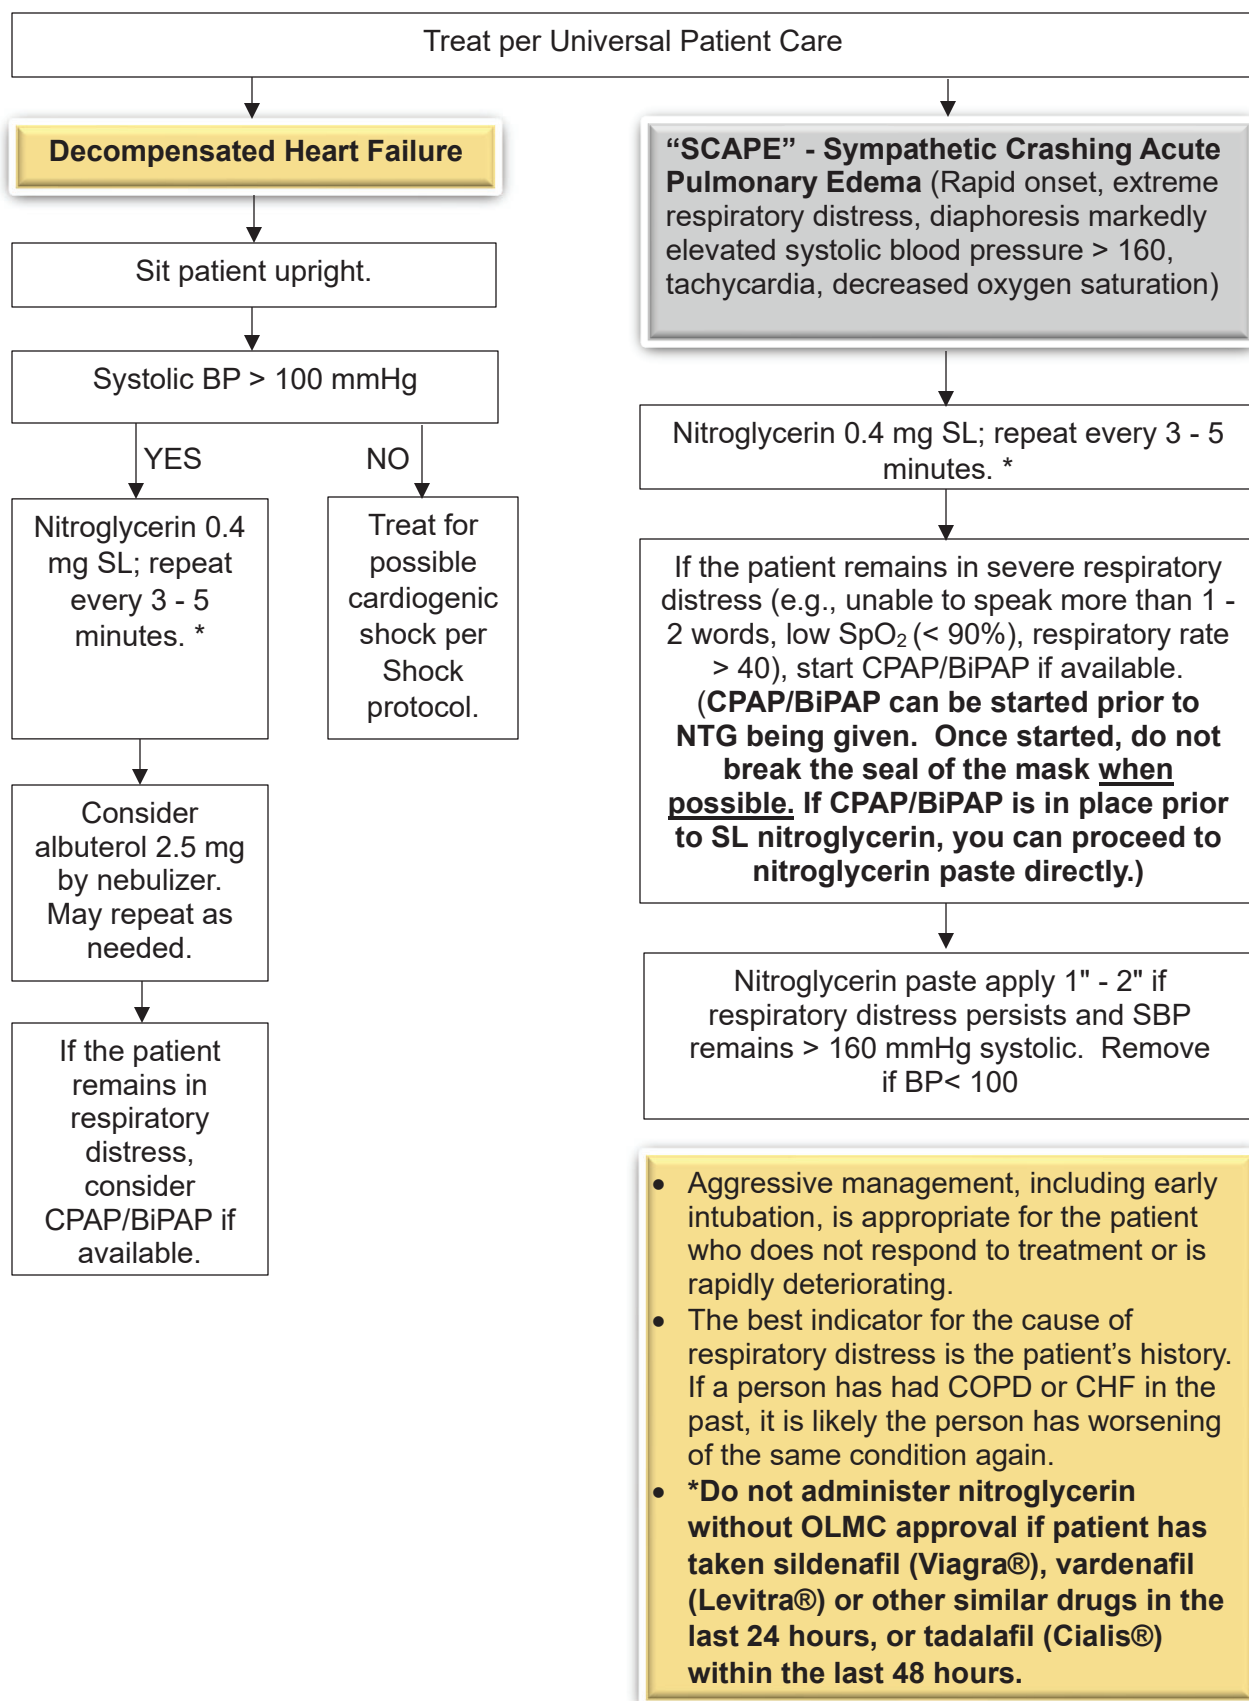 Treat per Universal Patient Care
Decompensated Heart Failure
Sit patient upright.
Systolic BP > 100 mmHg
YES
NO
Nitroglycerin 0.4
mg SL; repeat
every 3 - 5
minutes. *
Treat for
possible
cardiogenic
shock per
Shock
protocol.
Consider
albuterol 2.5 mg
by nebulizer.
May repeat as
needed.
If the patient
remains in
respiratory
distress,
consider
CPAP/BiPAP if
available.
“SCAPE” - Sympathetic Crashing Acute
Pulmonary Edema (Rapid onset, extreme
respiratory distress, diaphoresis markedly
elevated systolic blood pressure > 160,
tachycardia, decreased oxygen saturation)
Nitroglycerin 0.4 mg SL; repeat every 3 - 5
minutes. *
If the patient remains in severe respiratory
distress (e.g., unable to speak more than 1 -
2 words, low SpO₂ (< 90%), respiratory rate
> 40), start CPAP/BiPAP if available.
(CPAP/BiPAP can be started prior to
NTG being given. Once started, do not
break the seal of the mask when
possible. If CPAP/BiPAP is in place prior
to SL nitroglycerin, you can proceed to
nitroglycerin paste directly.)
Nitroglycerin paste apply 1" - 2" if
respiratory distress persists and SBP
remains > 160 mmHg systolic. Remove
if BP< 100
• Aggressive management, including early
intubation, is appropriate for the patient
who does not respond to treatment or is
rapidly deteriorating.
• The best indicator for the cause of
respiratory distress is the patient’s history.
If a person has had COPD or CHF in the
past, it is likely the person has worsening
of the same condition again.
• *Do not administer nitroglycerin
without OLMC approval if patient has
taken sildenafil (Viagra®), vardenafil
(Levitra®) or other similar drugs in the
last 24 hours, or tadalafil (Cialis®)
within the last 48 hours.